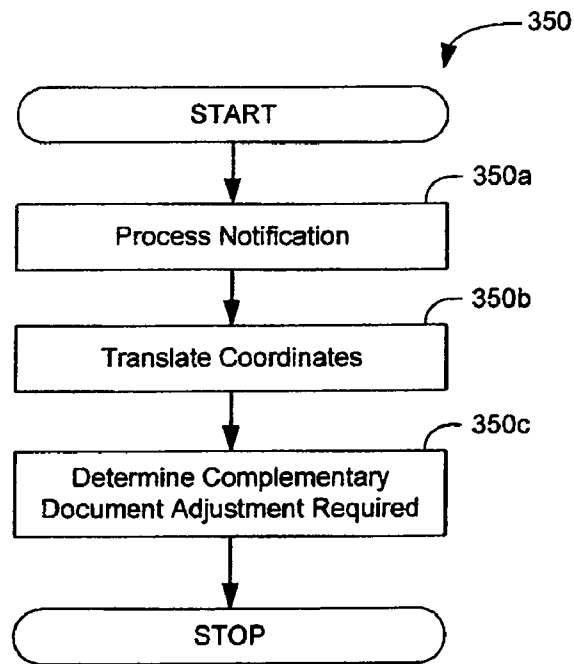 350
START
350a
Process Notification
350b
Translate Coordinates
350c
Determine Complementary
Document Adjustment Required
STOP